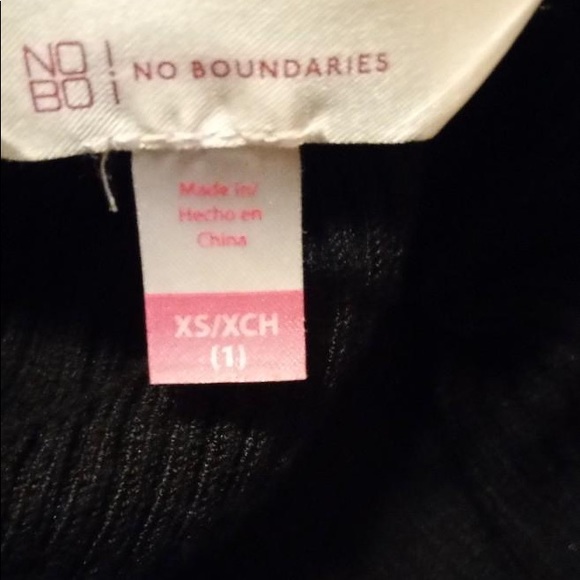 NO! NO BOUNDARIES
BO!
Made in/
Hecho en
China
XS/XCH
(1)